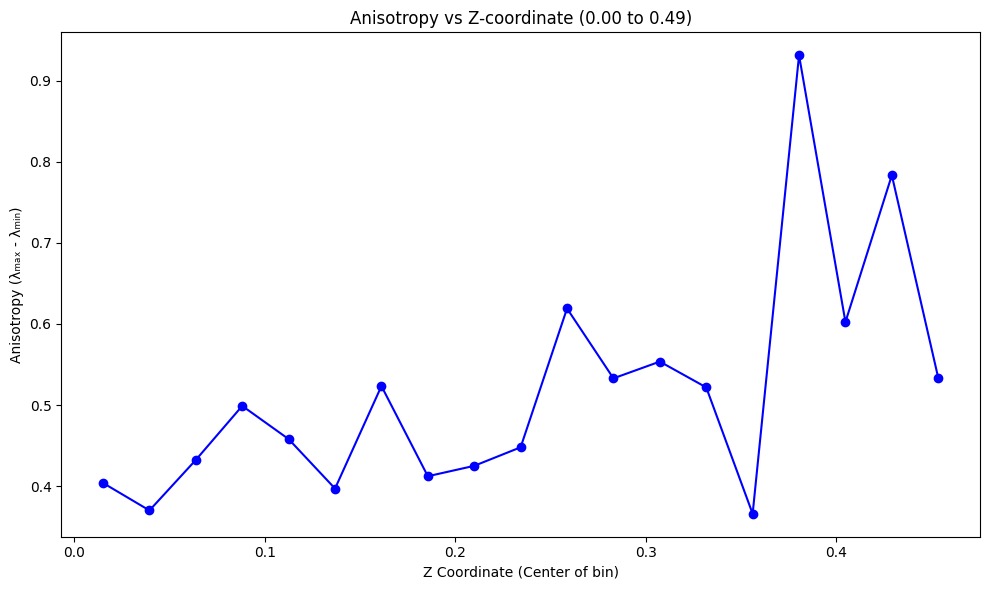 Anisotropy vs Z-coordinate (0.00 to 0.49)
0.9
0.8
0.7
0.6
0.5
0.4
Anisotropy (λₘₐₓ - λₘᵢₙ)
0.0 0.1 0.2 0.3 0.4
Z Coordinate (Center of bin)